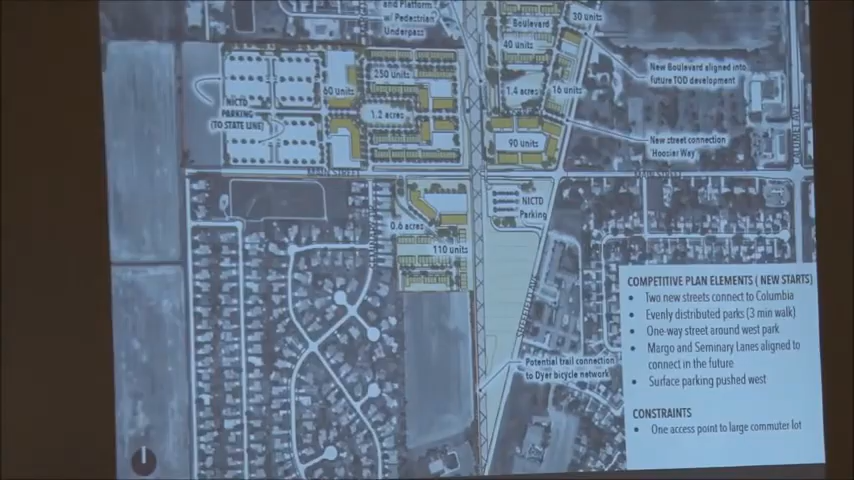 and Platform
w/ Pedestrian
Underpass
Boulevard
30 units
40 units
250 units
60 units
1.2 acres
1.4 acres
16 units
90 units
New Boulevard aligned into
future TOD development
NICTD
PARKING
(TO STATE LINE)
New street connection
Hoosier Way
CALUMET AVE
MAIN STREET
MAIN STREET
NICTD
Parking
0.6 acres
110 units
Potential trail connection
to Dyer bicycle network
COMPETITIVE PLAN ELEMENTS ( NEW STARTS)
• Two new streets connect to Columbia
• Evenly distributed parks (3 min walk)
• One-way street around west park
• Margo and Seminary Lanes aligned to
connect in the future
• Surface parking pushed west
CONSTRAINTS
• One access point to large commuter lot